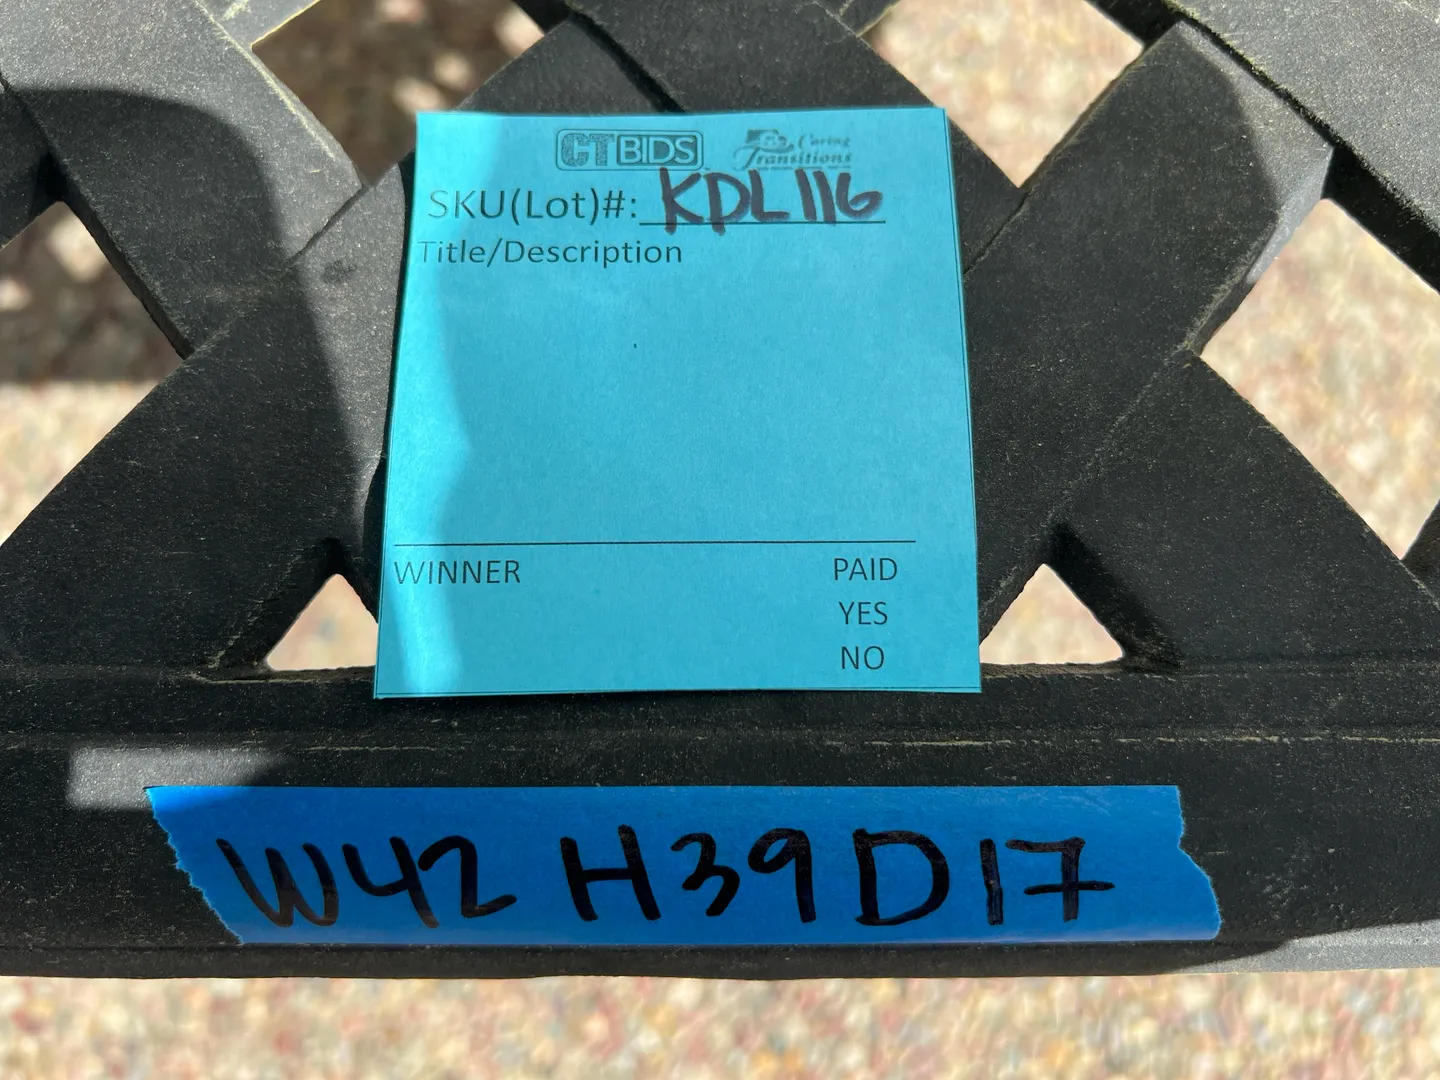 CTBIDS Caring Transitions
SKU(Lot)#: KDL116
Title/Description
WINNER PAID
YES
NO
W42 H39 D17